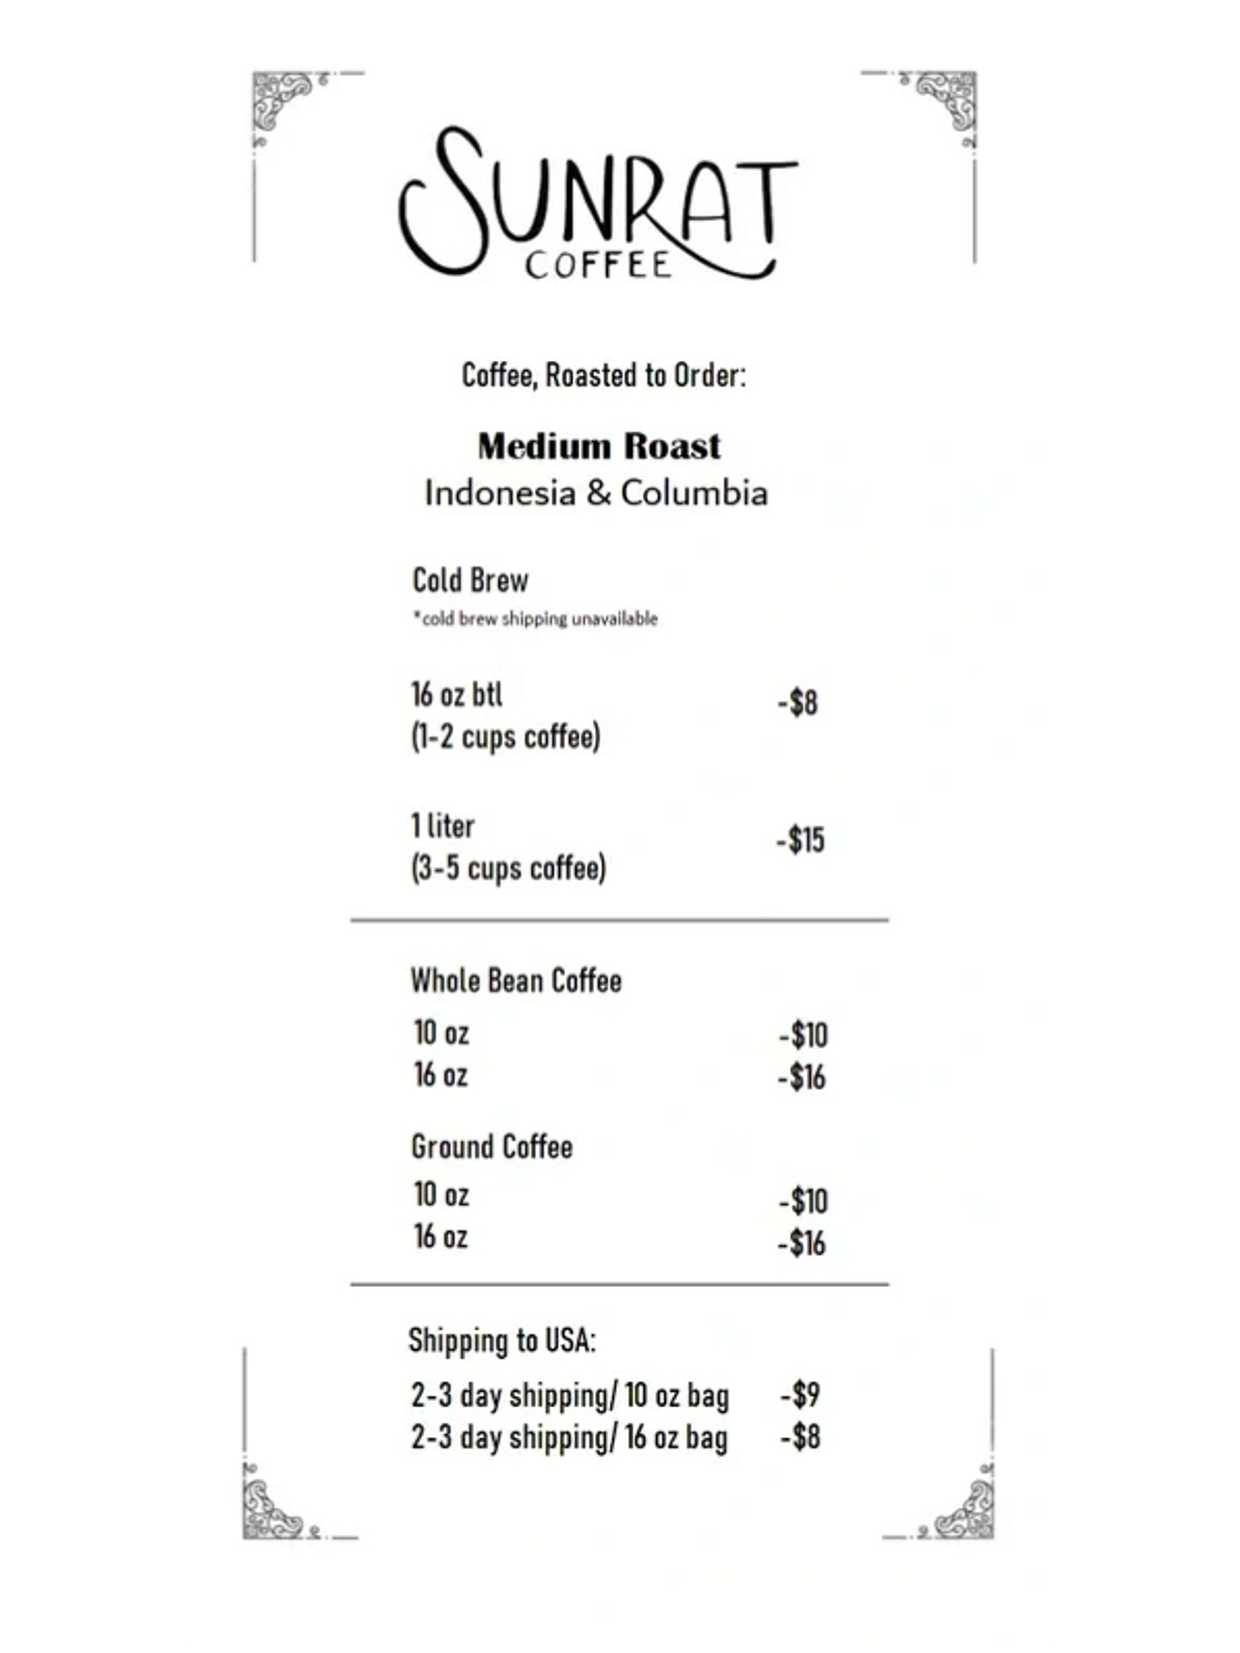 SUNRAT
COFFEE
Coffee, Roasted to Order:
Medium Roast
Indonesia & Columbia
Cold Brew
*cold brew shipping unavailable
16 oz btl -$8
(1-2 cups coffee)
1 liter -$15
(3-5 cups coffee)
Whole Bean Coffee
10 oz -$10
16 oz -$16
Ground Coffee
10 oz -$10
16 oz -$16
Shipping to USA:
2-3 day shipping/ 10 oz bag -$9
2-3 day shipping/ 16 oz bag -$8